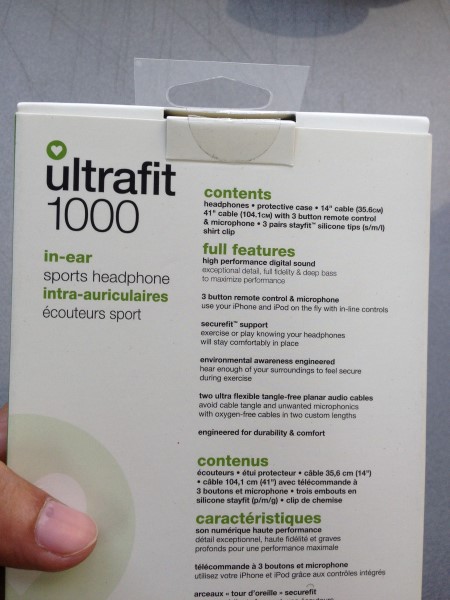 ultrafit
1000
in-ear
sports headphone
intra-auriculaires
écouteurs sport
contents
headphones • protective case • 14" cable (35.6cm)
41" cable (104.1cm) with 3 button remote control
& microphone • 3 pairs stayfit™ silicone tips (s/m/l)
shirt clip
full features
high performance digital sound
exceptional detail, full fidelity & deep bass
to maximize performance
3 button remote control & microphone
use your iPhone and iPod on the fly with in-line controls
securefit™ support
exercise or play knowing your headphones
will stay comfortably in place
environmental awareness engineered
hear enough of your surroundings to feel secure
during exercise
two ultra flexible tangle-free planar audio cables
avoid cable tangle and unwanted microphonics
with oxygen-free cables in two custom lengths
engineered for durability & comfort
contenus
écouteurs • étui protecteur • câble 35,6 cm (14")
• câble 104,1 cm (41") avec télécommande à
3 boutons et microphone • trois embouts en
silicone stayfit (p/m/g) • clip de chemise
caractéristiques
son numérique haute performance
détail exceptionnel, haute fidélité et graves
profonds pour une performance maximale
télécommande à 3 boutons et microphone
utilisez votre iPhone et iPod grâce aux contrôles intégrés
arceaux « tour d'oreille » securefit